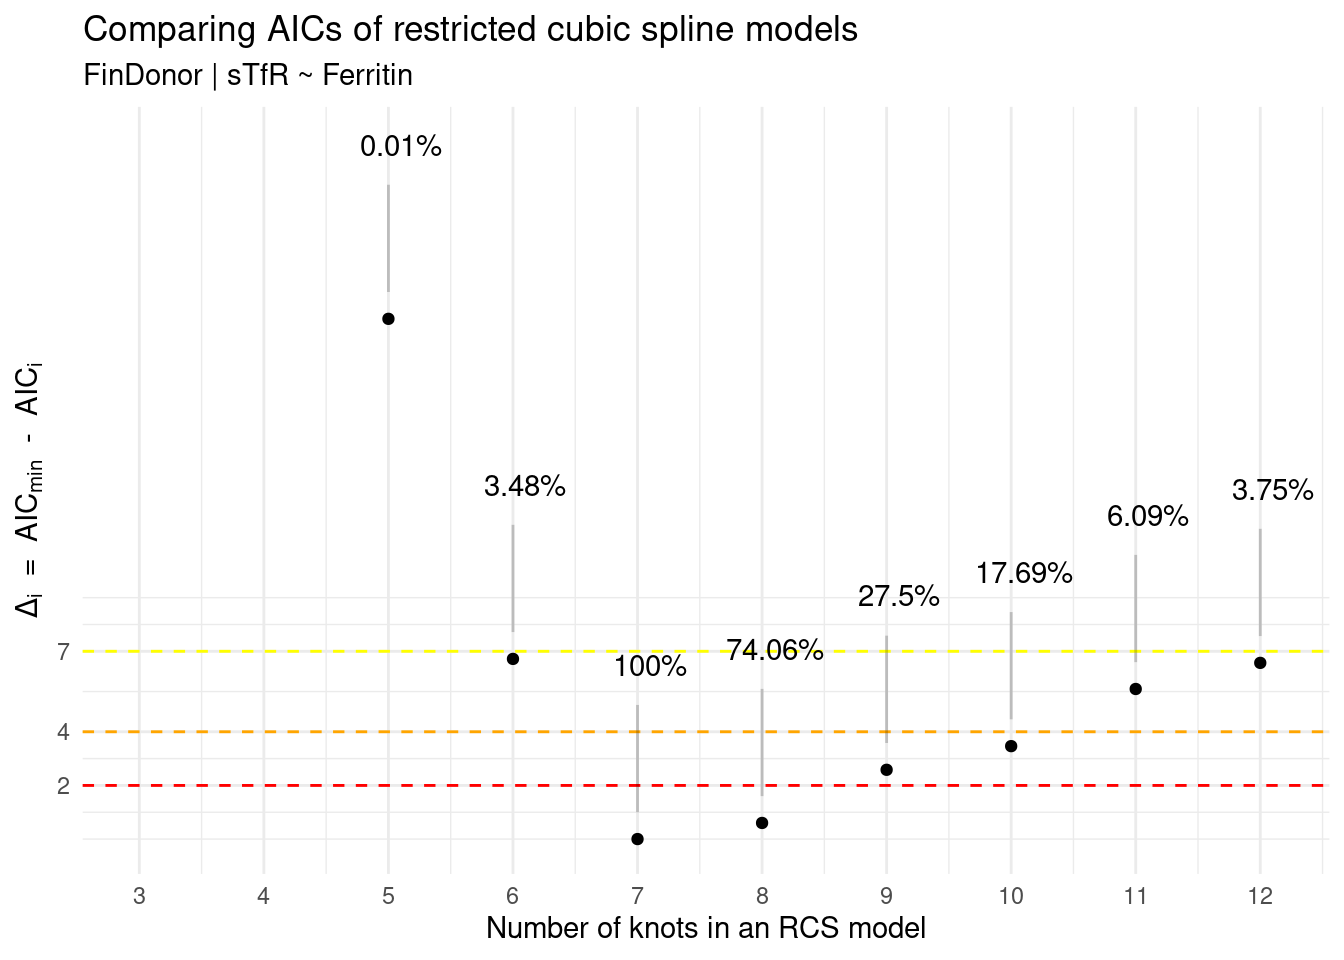 Comparing AICs of restricted cubic spline models
FinDonor | sTfR ~ Ferritin
0.01%
3.48%
100%
74.06%
27.5%
17.69%
6.09%
3.75%
Δi = AICmin - AICi
7
4
2
3 4 5 6 7 8 9 10 11 12
Number of knots in an RCS model